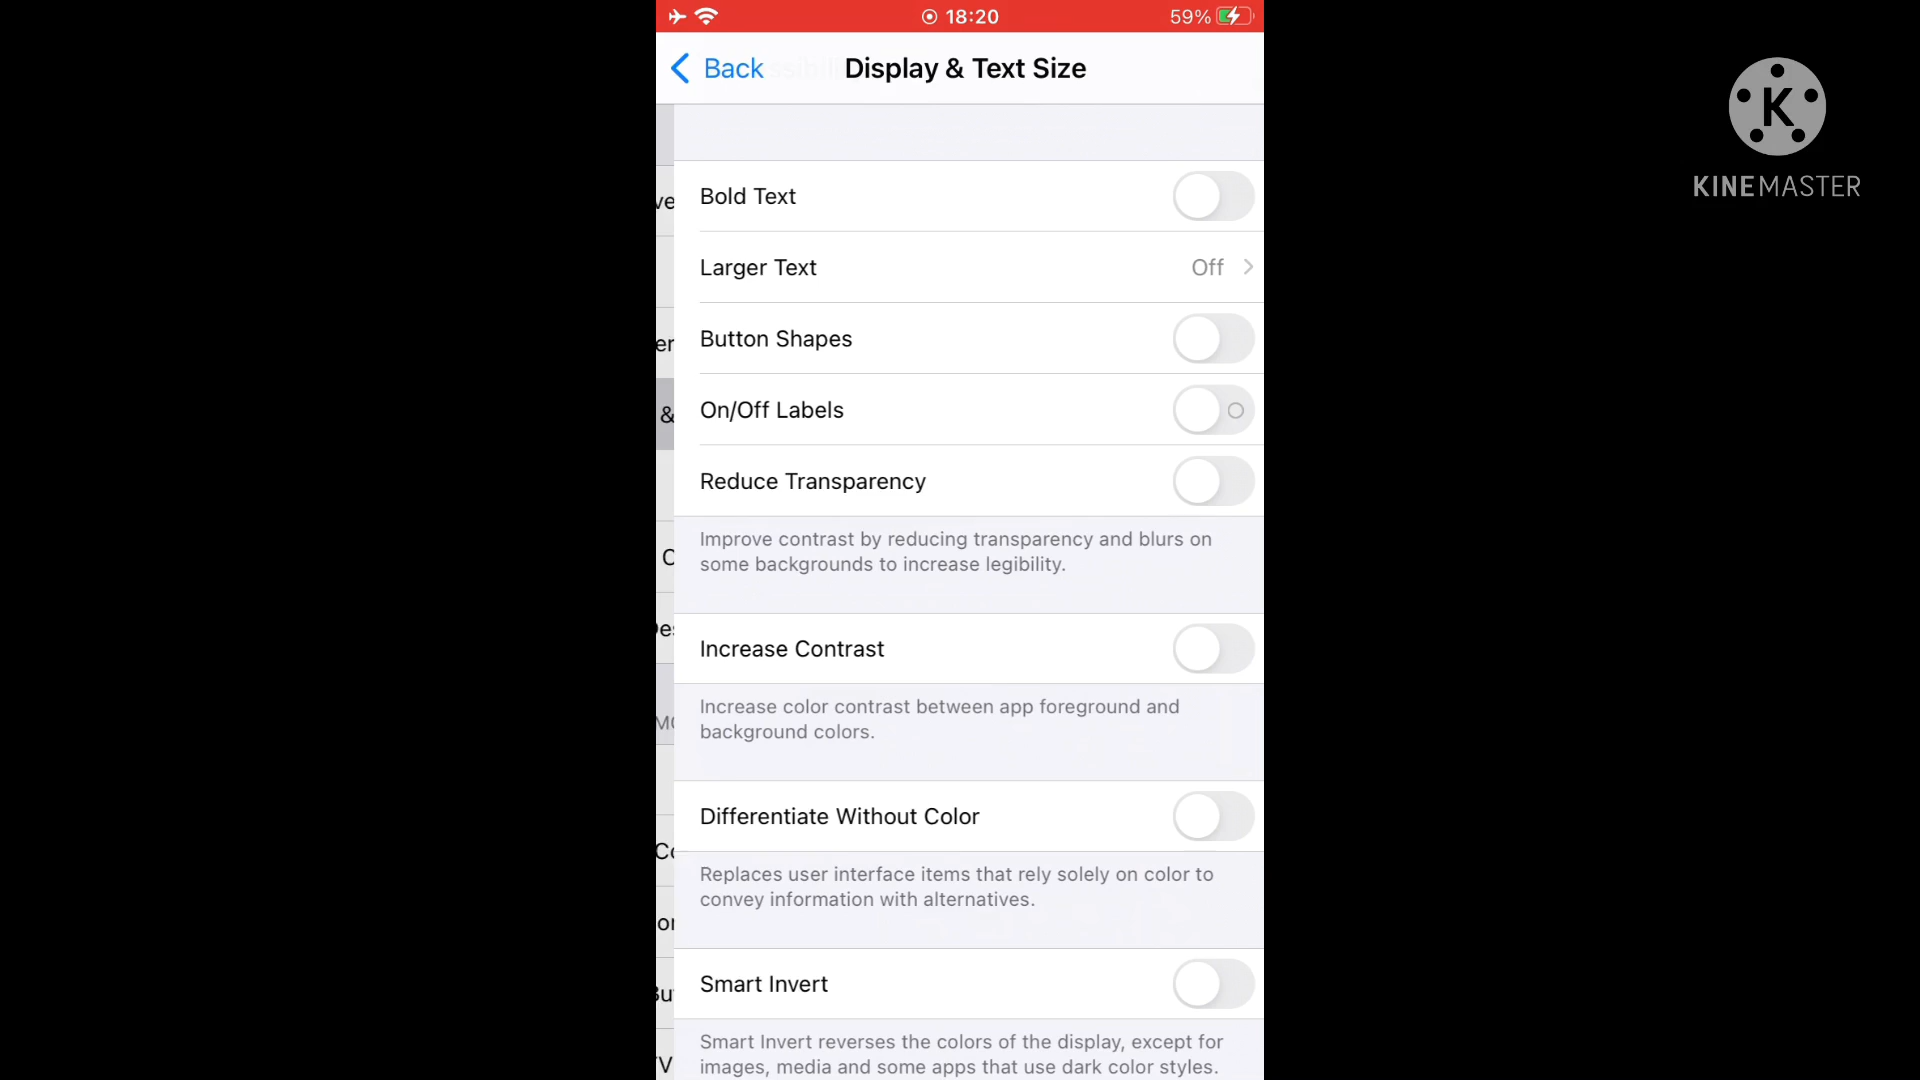 18:20
59%
Back
Display & Text Size
K
KINEMASTER
Bold Text
Larger Text
Off
Button Shapes
On/Off Labels
Reduce Transparency
Improve contrast by reducing transparency and blurs on
some backgrounds to increase legibility.
Increase Contrast
Increase color contrast between app foreground and
background colors.
Differentiate Without Color
Replaces user interface items that rely solely on color to
convey information with alternatives.
Smart Invert
Smart Invert reverses the colors of the display, except for
images, media and some apps that use dark color styles.